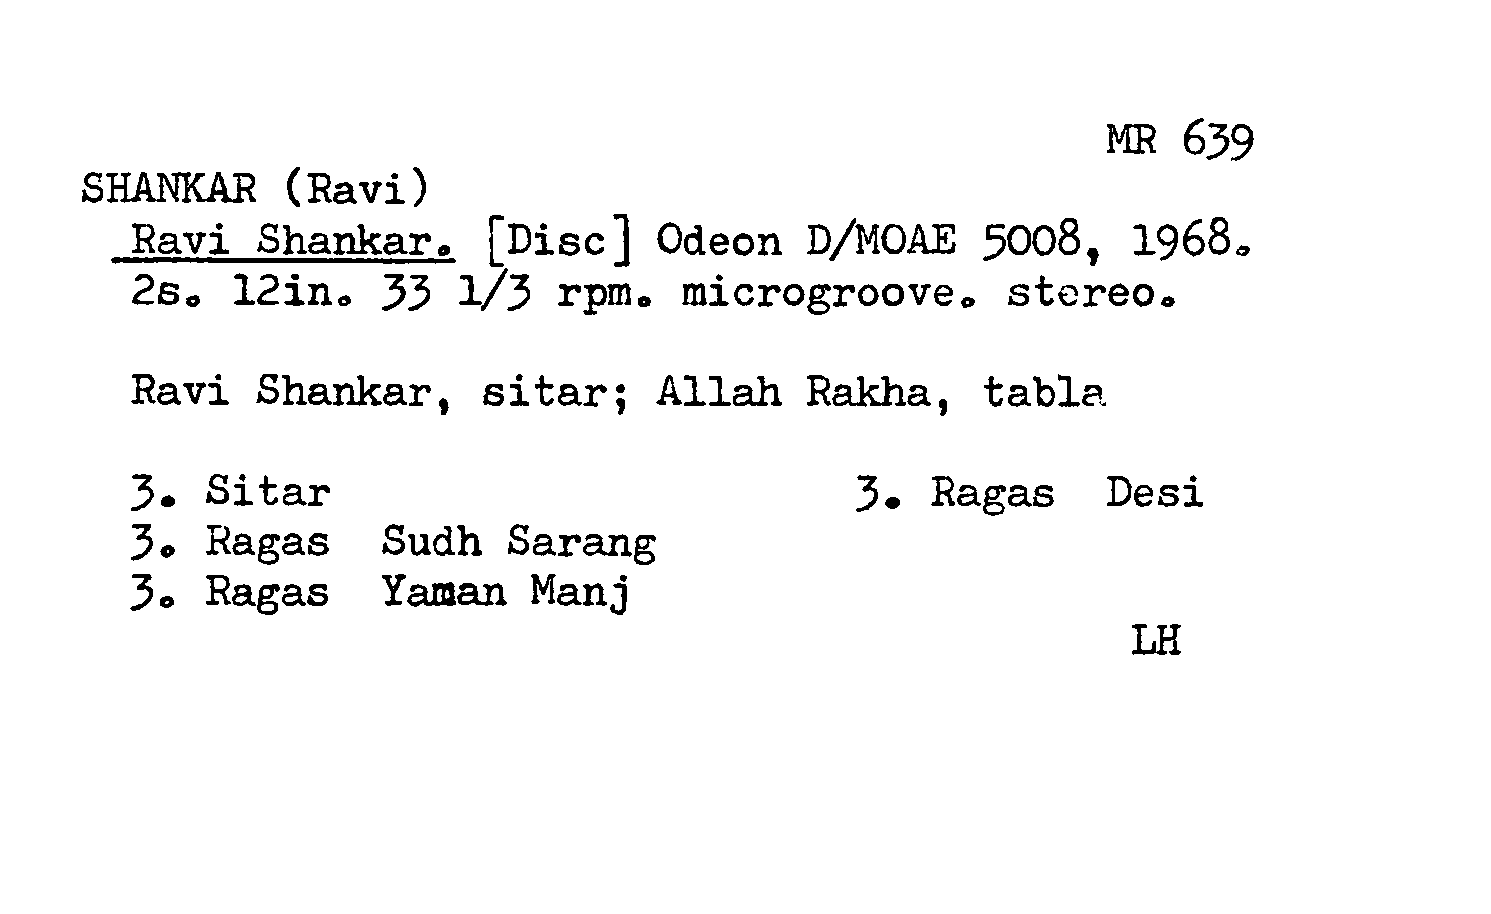 MR 639
SHANKAR (Ravi)
Ravi Shankar. [Disc] Odeon D/MOAE 5008, 1968.
2s. 12in. 33 1/3 rpm. microgroove. stereo.
Ravi Shankar, sitar; Allah Rakha, tabla
3. Sitar 3. Ragas Desi
3. Ragas Sudh Sarang
3. Ragas Yaman Manj
LH